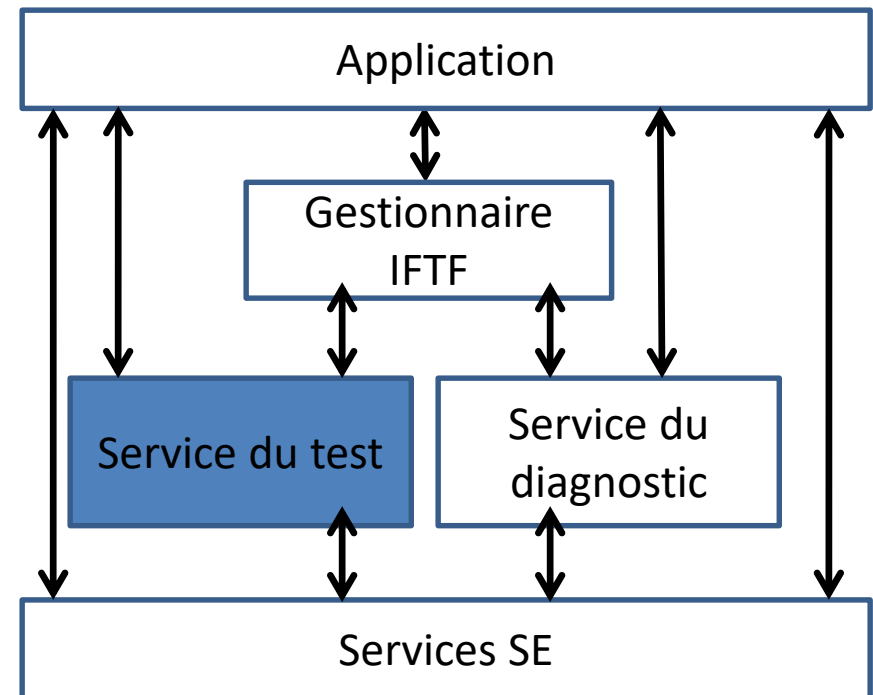 Application
Gestionnaire
IFTF
Service du test
Service du
diagnostic
Services SE